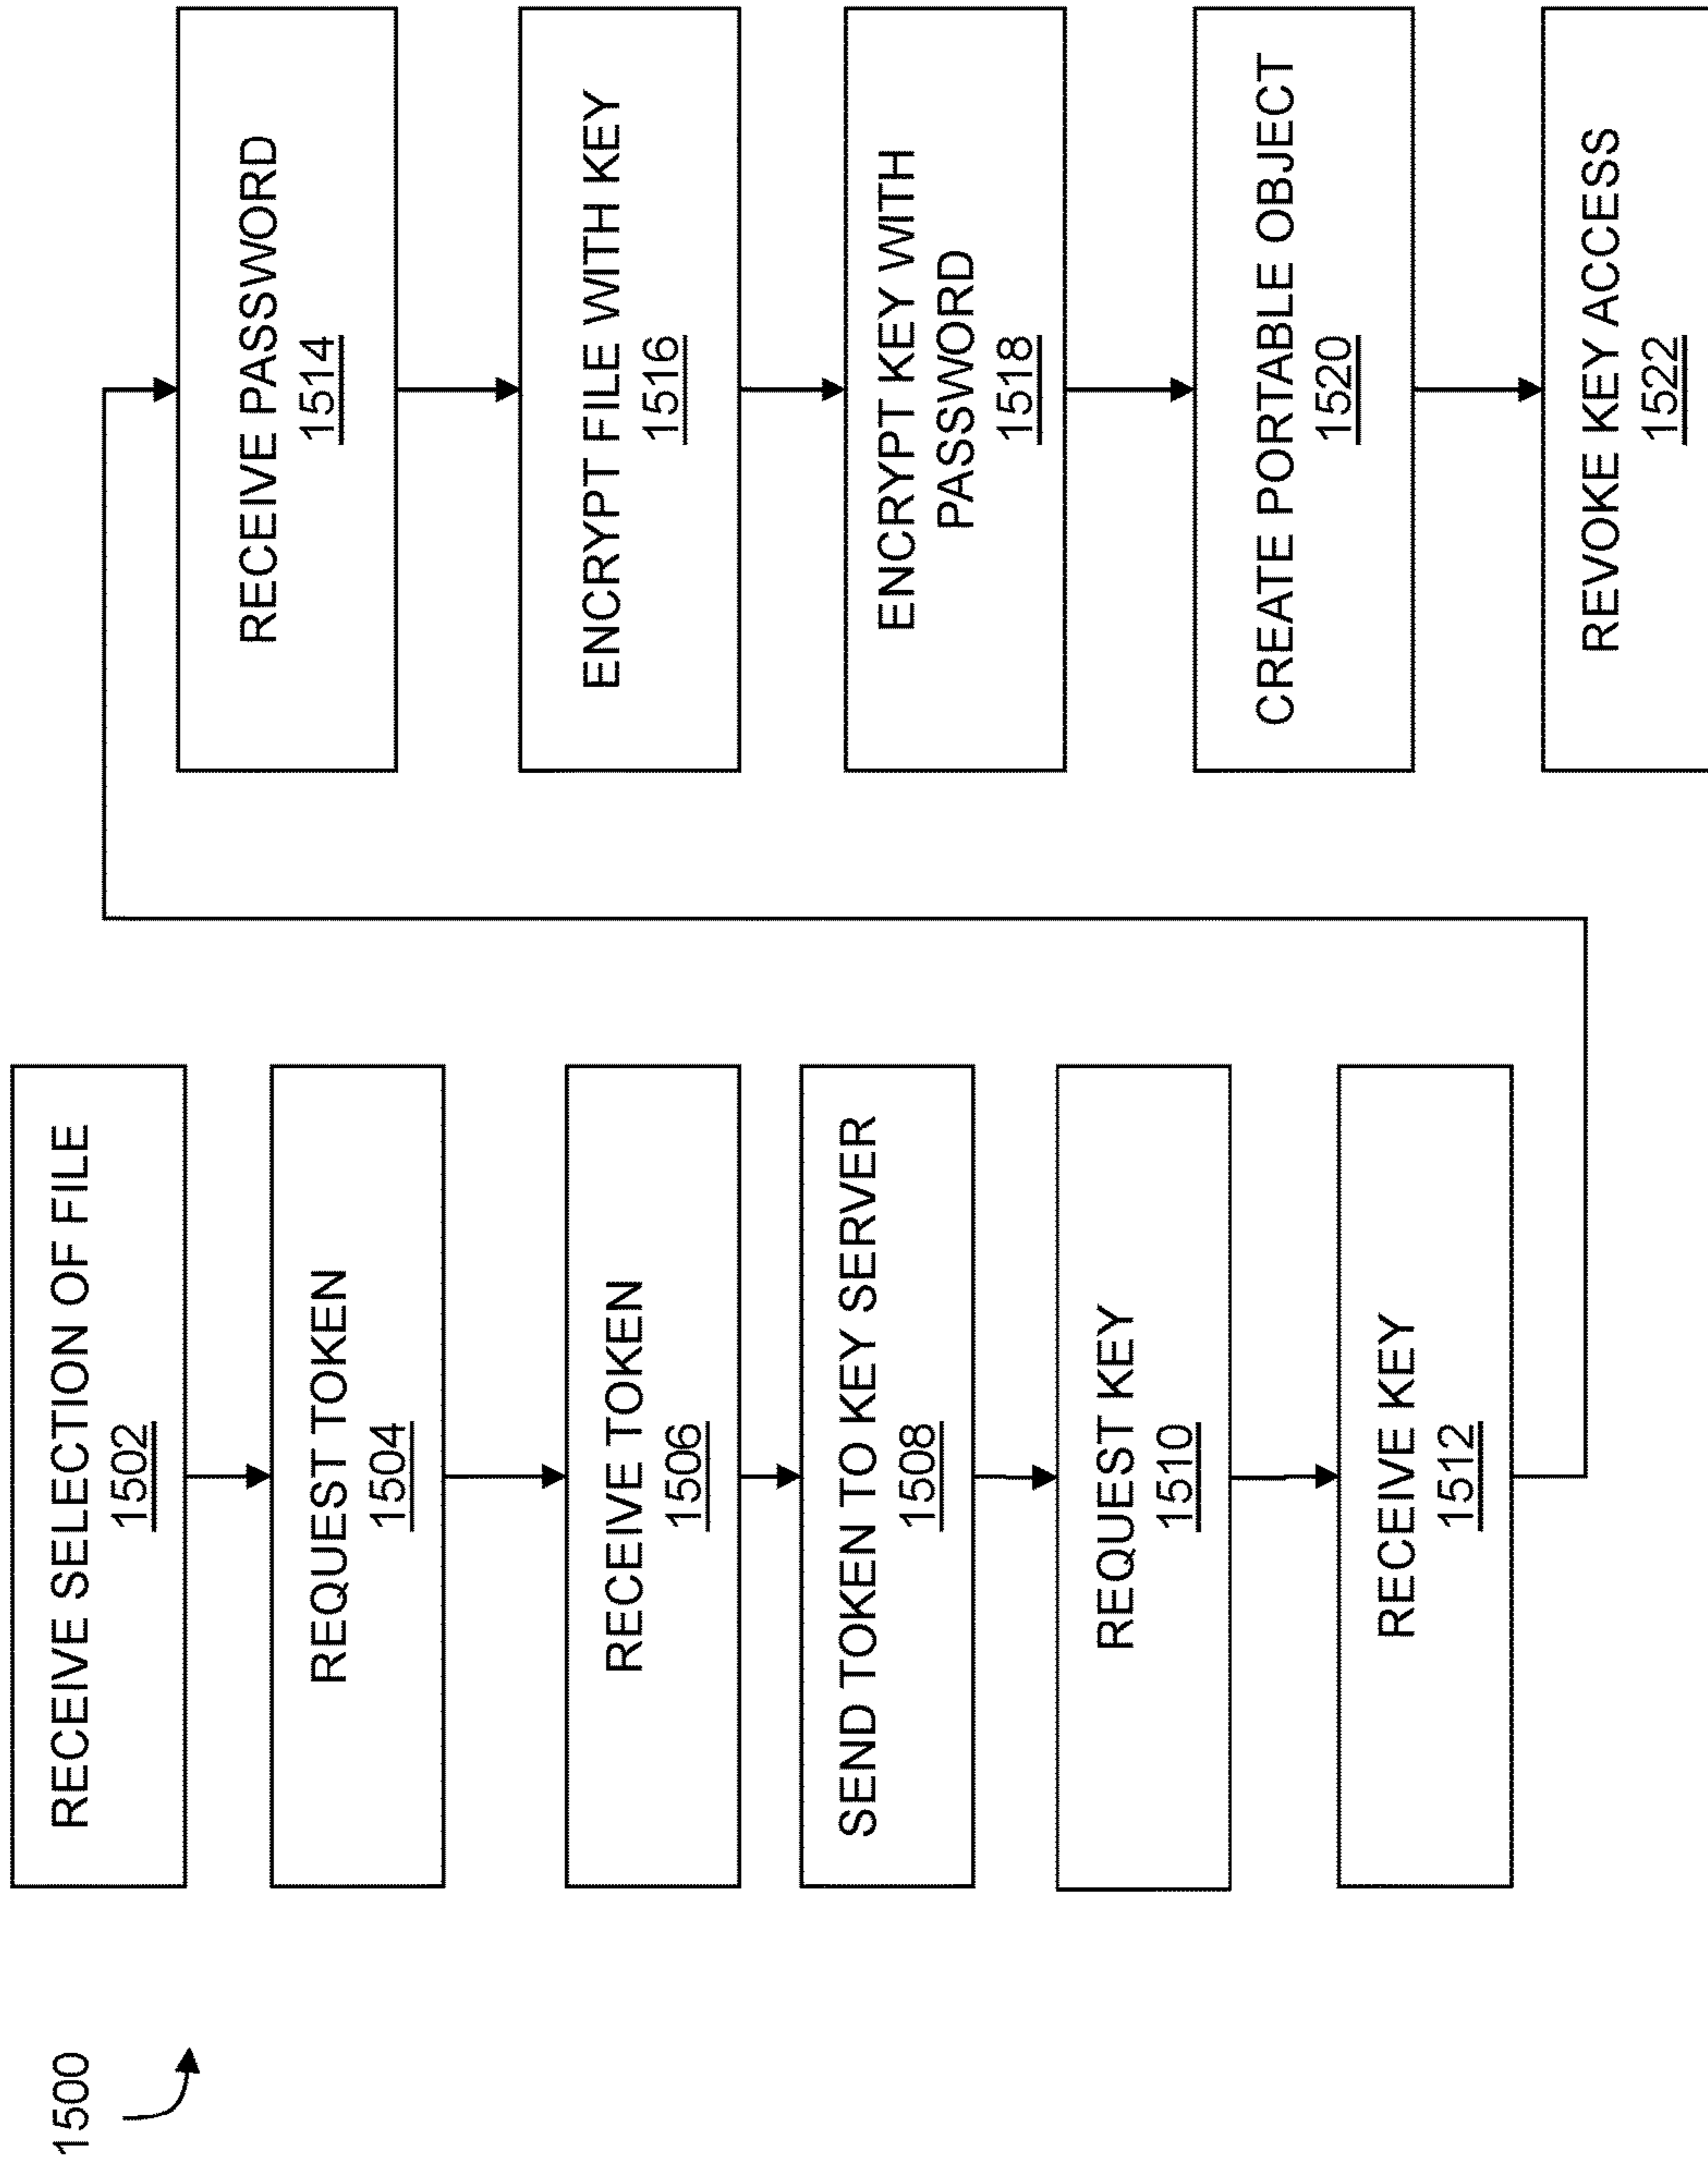 1500
RECEIVE SELECTION OF FILE
1502
REQUEST TOKEN
1504
RECEIVE TOKEN
1506
SEND TOKEN TO KEY SERVER
1508
REQUEST KEY
1510
RECEIVE KEY
1512
RECEIVE PASSWORD
1514
ENCRYPT FILE WITH KEY
1516
ENCRYPT KEY WITH
PASSWORD
1518
CREATE PORTABLE OBJECT
1520
REVOKE KEY ACCESS
1522